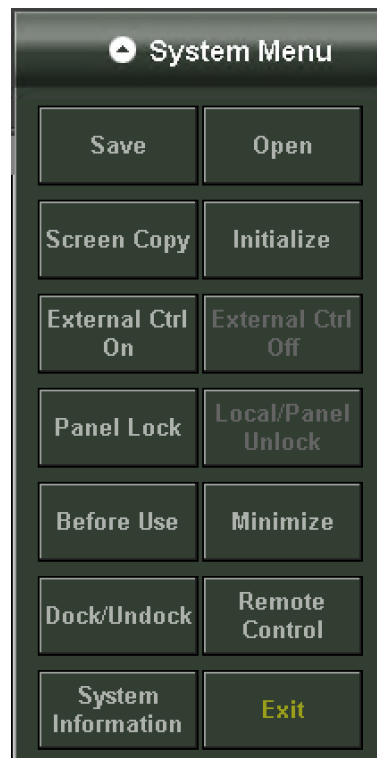 System Menu
Save
Open
Screen Copy
Initialize
External Ctrl
On
External Ctrl
Off
Panel Lock
Local/Panel
Unlock
Before Use
Minimize
Dock/Undock
Remote
Control
System
Information
Exit